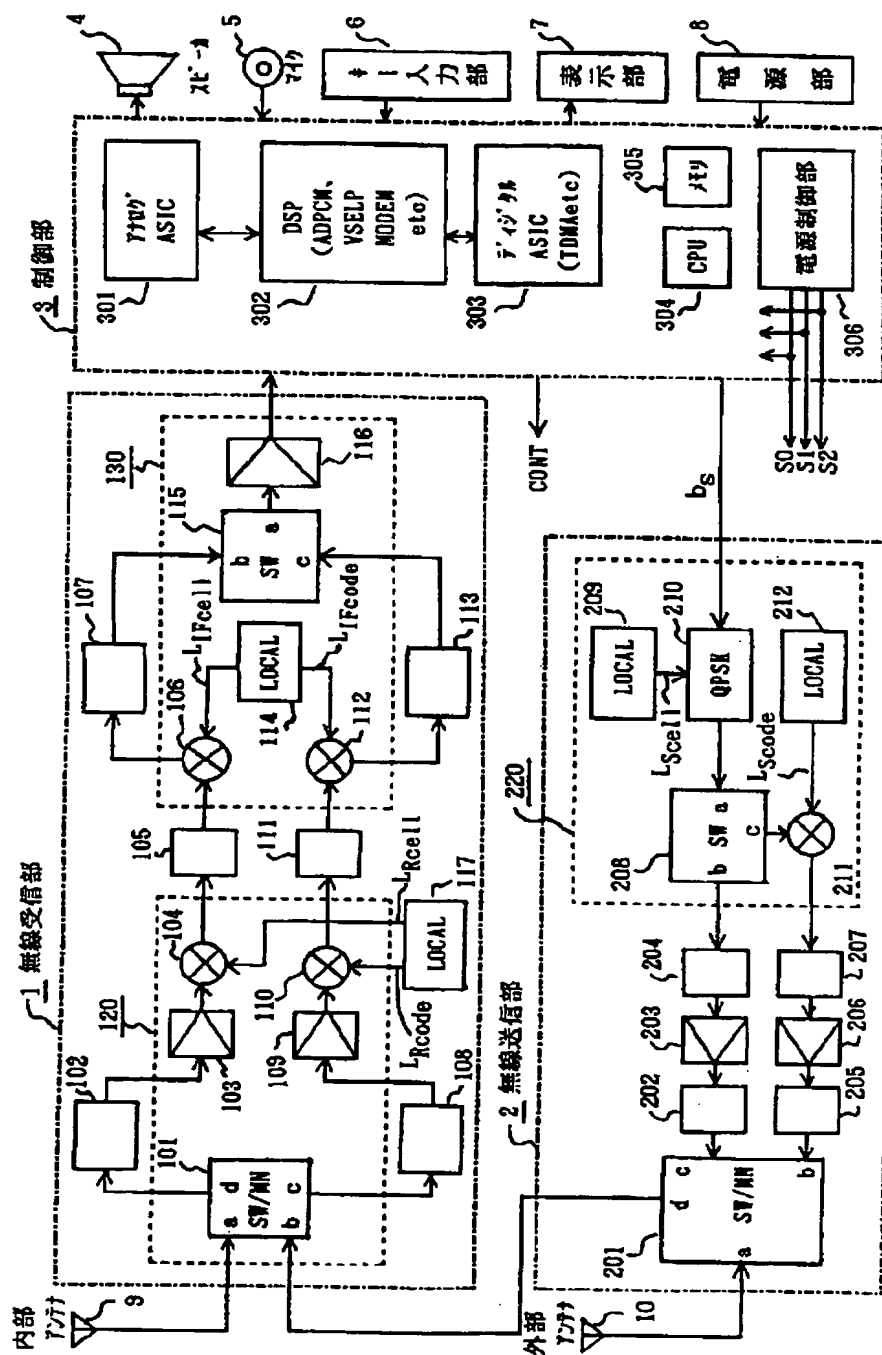 4
スピーカ
5
マイク
6
キー入力部
7
表示部
8
電源部
3 制御部
アナログ
ASIC
301
DSP
(ADPCM、
VSELP
MODEM
etc)
302
ディジタル
ASIC
(TDMAetc)
303
305
メモリ
CPU
304
電源制御部
306
S0
S1
S2
CONT
bS
1 無線受信部
130
116
115
b
a
SW
c
107
LIFcell
LOCAL
114
LIFcode
106
112
113
105
111
LRcell
117
LOCAL
LRcode
104
110
120
103
109
102
108
101
d
a
SW/MN
b
c
内部
アンテナ
9
2 無線送信部
220
209
LOCAL
210
QPSK
212
LOCAL
LScell
LScode
208
SW
a
b
c
211
204
203
202
207
206
205
201
c
d
SW/MN
a
b
外部
アンテナ
10